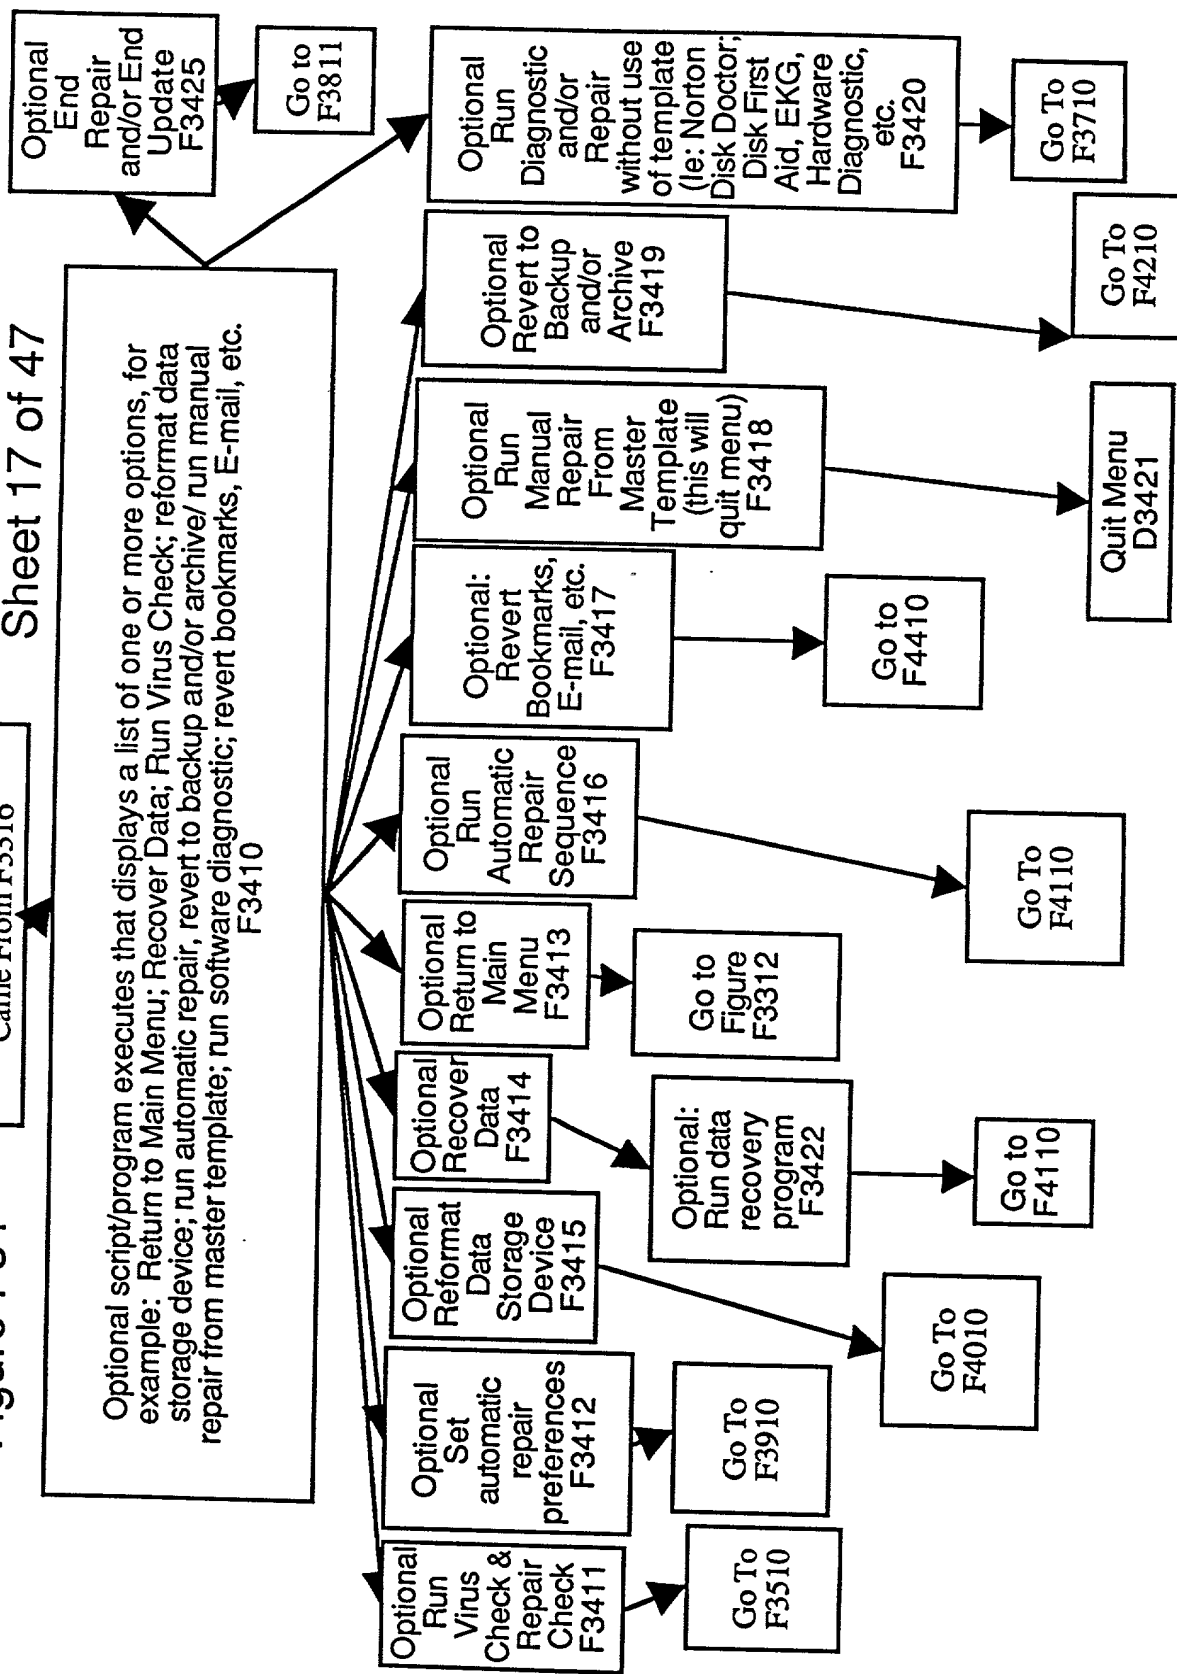 Sheet 17 of 47
Came From F3316
Optional script/program executes that displays a list of one or more options, for
example: Return to Main Menu; Recover Data; Run Virus Check; reformat data
storage device; run automatic repair, revert to backup and/or archive/ run manual
repair from master template; run software diagnostic; revert bookmarks, E-mail, etc.
F3410
Optional
End
Repair
and/or End
Update
F3425
Go to
F3811
Optional
Run
Virus
Check &
Repair
Check
F3411
Go To
F3510
Optional
Set
automatic
repair
preferences
F3412
Go To
F3910
Optional
Reformat
Data
Storage
Device
F3415
Go To
F4010
Optional
Recover
Data
F3414
Optional:
Run data
recovery
program
F3422
Go to
F4110
Optional
Return to
Main
Menu
F3413
Go to
Figure
F3312
Optional
Run
Automatic
Repair
Sequence
F3416
Go To
F4110
Optional:
Revert
Bookmarks,
E-mail, etc.
F3417
Go to
F4410
Optional
Run
Manual
Repair
From
Master
Template
(this will
quit menu)
F3418
Quit Menu
D3421
Optional
Revert to
Backup
and/or
Archive
F3419
Go To
F4210
Optional
Run
Diagnostic
and/or
Repair
without use
of template
(Ie: Norton
Disk Doctor;
Disk First
Aid, EKG,
Hardware
Diagnostic,
etc.
F3420
Go To
F3710